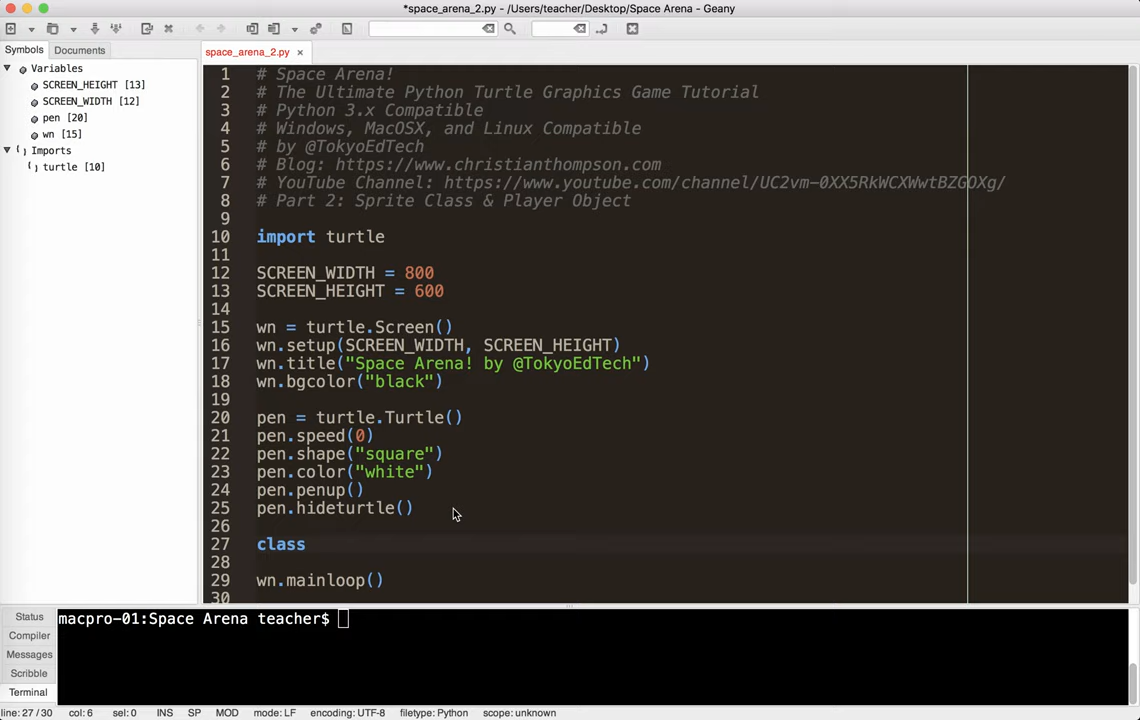 *space_arena_2.py - /Users/teacher/Desktop/Space Arena - Geany
Symbols Documents space_arena_2.py ×
Variables
SCREEN_HEIGHT [13]
SCREEN_WIDTH [12]
pen [20]
wn [15]
Imports
turtle [10]
1 # Space Arena!
2 # The Ultimate Python Turtle Graphics Game Tutorial
3 # Python 3.x Compatible
4 # Windows, MacOSX, and Linux Compatible
5 # by @TokyoEdTech
6 # Blog: https://www.christianthompson.com
7 # YouTube Channel: https://www.youtube.com/channel/UC2vm-0XX5RkWCXWwtBZGOXg/
8 # Part 2: Sprite Class & Player Object
9
10 import turtle
11
12 SCREEN_WIDTH = 800
13 SCREEN_HEIGHT = 600
14
15 wn = turtle.Screen()
16 wn.setup(SCREEN_WIDTH, SCREEN_HEIGHT)
17 wn.title("Space Arena! by @TokyoEdTech")
18 wn.bgcolor("black")
19
20 pen = turtle.Turtle()
21 pen.speed(0)
22 pen.shape("square")
23 pen.color("white")
24 pen.penup()
25 pen.hideturtle()
26
27 class
28
29 wn.mainloop()
30
Status
Compiler
Messages
Scribble
Terminal
macpro-01:Space Arena teacher$
line: 27 / 30 col: 6 sel: 0 INS SP MOD mode: LF encoding: UTF-8 filetype: Python scope: unknown